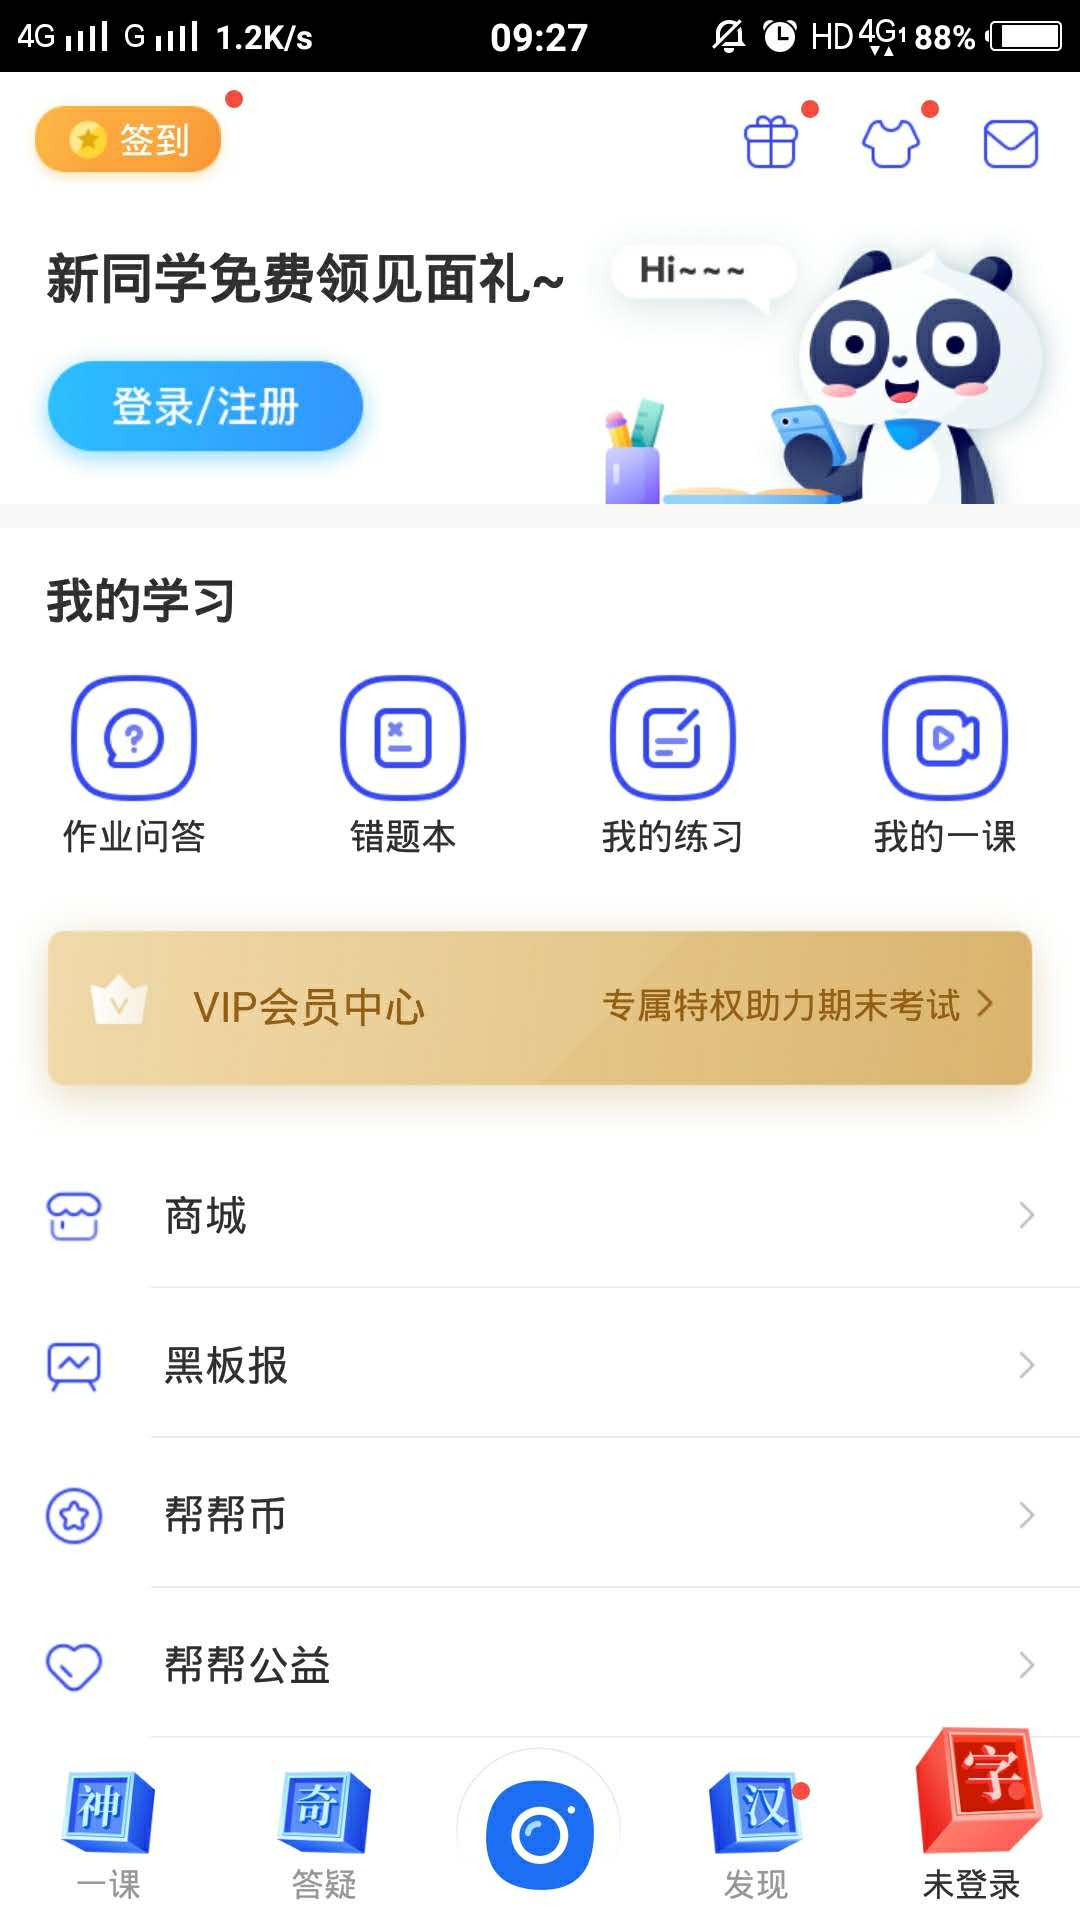 4G G 1.2K/s 09:27 HD 4G1 88%
签到
新同学免费领见面礼~
Hi~~~
登录/注册
我的学习
作业问答 错题本 我的练习 我的一课
VIP会员中心 专属特权助力期末考试
商城
黑板报
帮帮币
帮帮公益
神 奇 汉 字
一课 答疑 发现 未登录